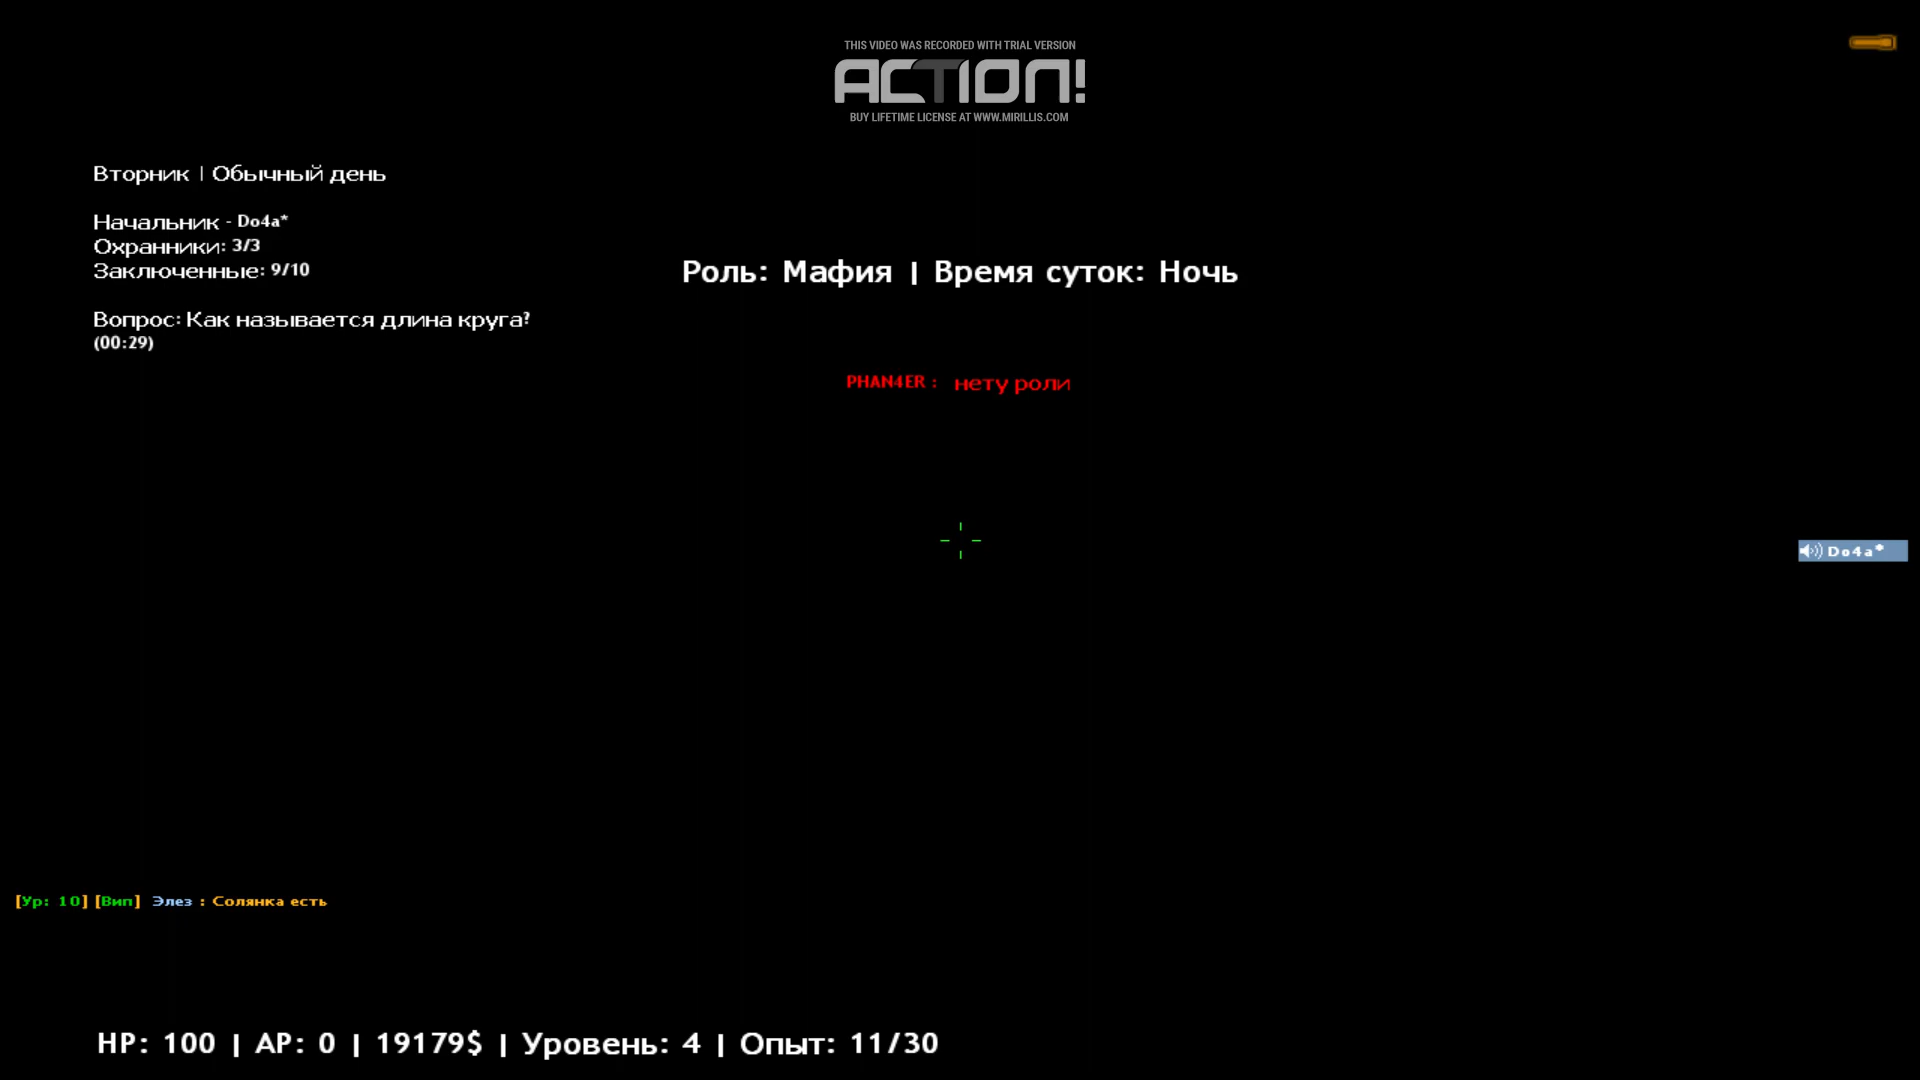 THIS VIDEO WAS RECORDED WITH TRIAL VERSION
ACTION!
BUY LIFETIME LICENSE AT WWW.MIRILLIS.COM
Вторник | Обычный день
Начальник - Do4a*
Охранники: 3/3
Заключенные: 9/10
Вопрос: Как называется длина круга?
(00:29)
Роль: Мафия | Время суток: Ночь
PHAN4ER : нету роли
Do4a*
[Ур: 10] [Вип] Элез : Солянка есть
HP: 100 | AP: 0 | 19179$ | Уровень: 4 | Опыт: 11/30